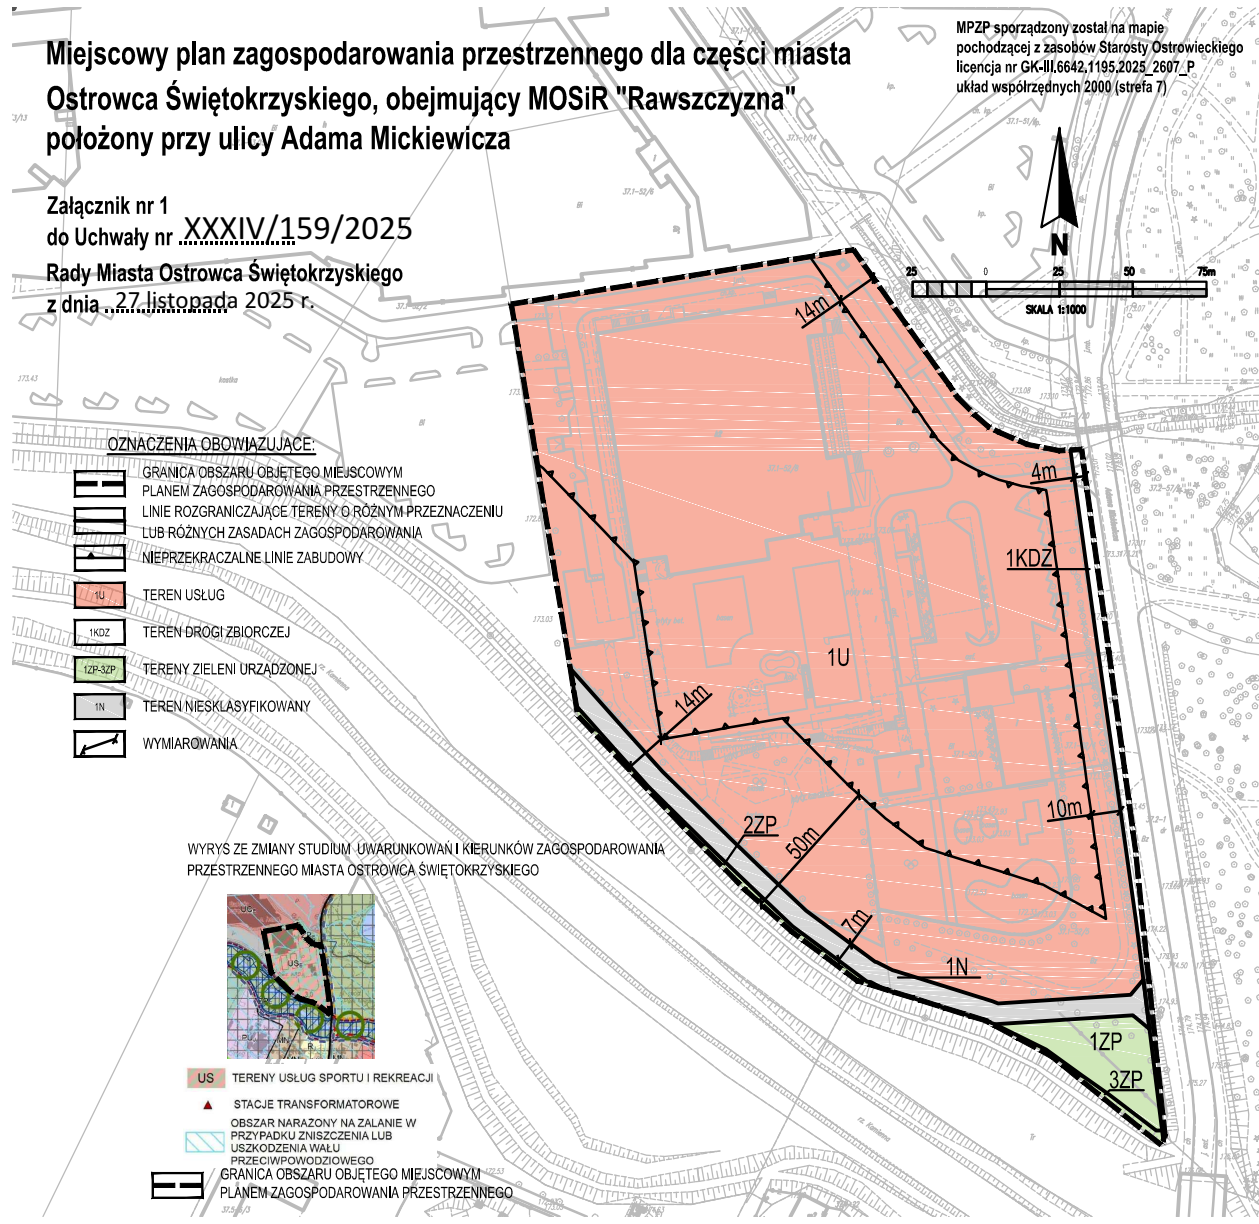 Miejscowy plan zagospodarowania przestrzennego dla części miasta
Ostrowca Świętokrzyskiego, obejmujący MOSiR "Rawszczyzna"
położony przy ulicy Adama Mickiewicza
MPZP sporządzony został na mapie
pochodzącej z zasobów Starosty Ostrowieckiego
licencja nr GK-III.6642.1195.2025_2607_P
układ współrzędnych 2000 (strefa 7)
Załącznik nr 1
do Uchwały nr XXXIV/159/2025
Rady Miasta Ostrowca Świętokrzyskiego
z dnia 27 listopada 2025 r.
N
25 0 25 50 75m
SKALA 1:1000
OZNACZENIA OBOWIĄZUJĄCE:
GRANICA OBSZARU OBJĘTEGO MIEJSCOWYM
PLANEM ZAGOSPODAROWANIA PRZESTRZENNEGO
LINIE ROZGRANICZAJĄCE TERENY O RÓŻNYM PRZEZNACZENIU
LUB RÓŻNYCH ZASADACH ZAGOSPODAROWANIA
NIEPRZEKRACZALNE LINIE ZABUDOWY
1U TEREN USŁUG
1KDZ TEREN DROGI ZBIORCZEJ
1ZP-3ZP TERENY ZIELENI URZĄDZONEJ
1N TEREN NIESKLASYFIKOWANY
WYMIAROWANIA
14m
4m
1KDZ
1U
14m
10m
2ZP
50m
7m
1N
1ZP
3ZP
WYRYS ZE ZMIANY STUDIUM UWARUNKOWAŃ I KIERUNKÓW ZAGOSPODAROWANIA
PRZESTRZENNEGO MIASTA OSTROWCA ŚWIĘTOKRZYSKIEGO
US TERENY USŁUG SPORTU I REKREACJI
STACJE TRANSFORMATOROWE
OBSZAR NARAŻONY NA ZALANIE W
PRZYPADKU ZNISZCZENIA LUB
USZKODZENIA WAŁU
PRZECIWPOWODZIOWEGO
GRANICA OBSZARU OBJĘTEGO MIEJSCOWYM
PLANEM ZAGOSPODAROWANIA PRZESTRZENNEGO